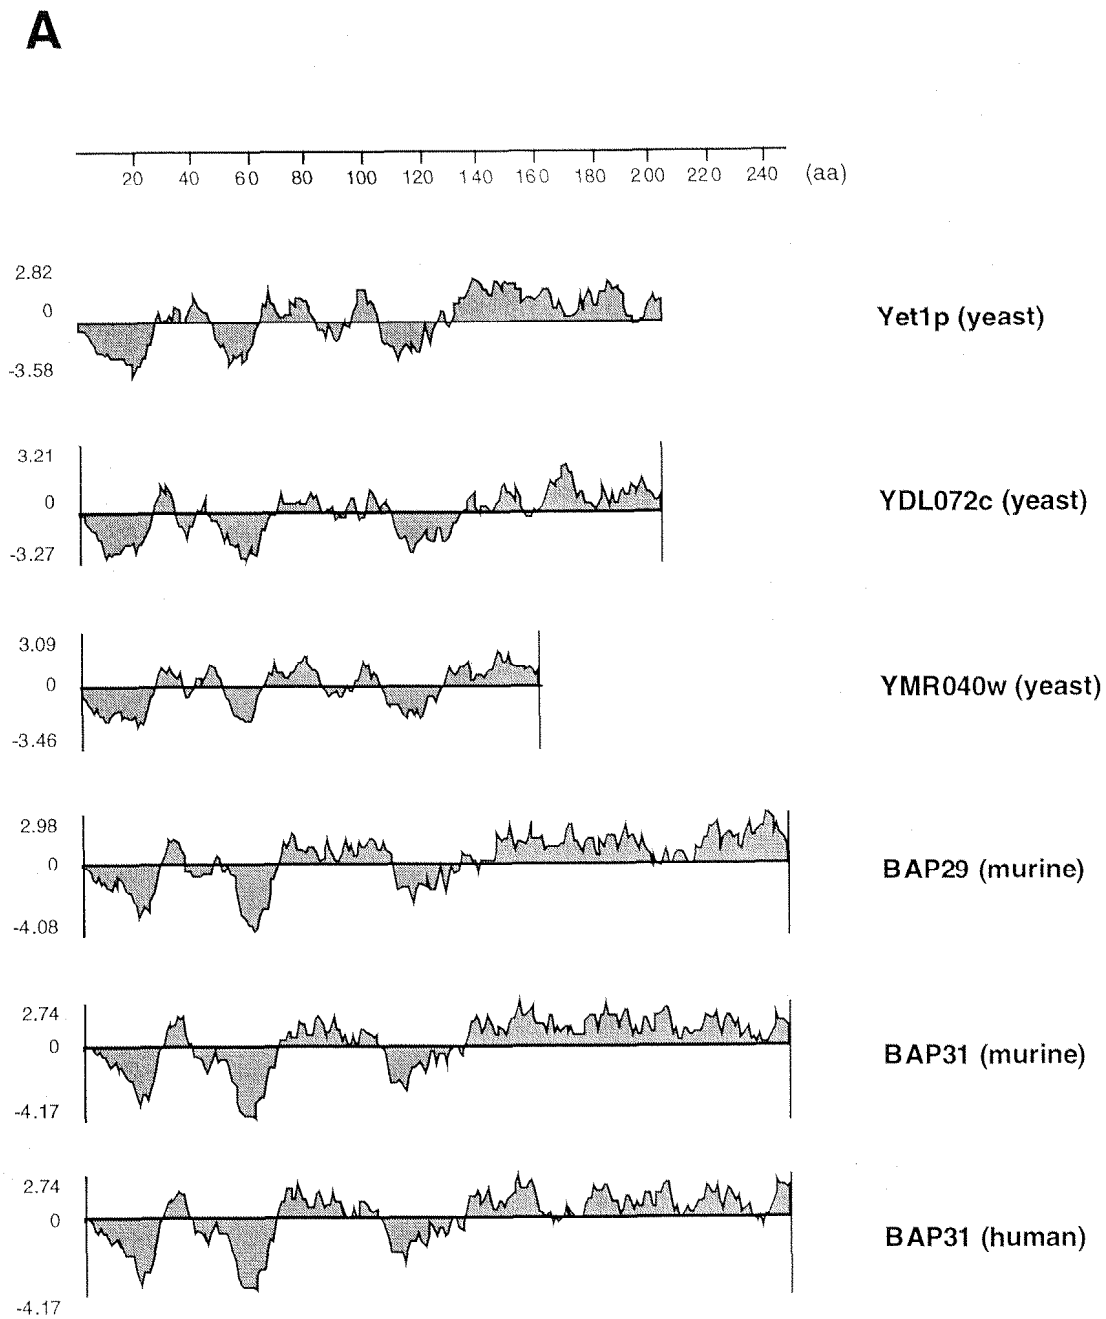 A
20 40 60 80 100 120 140 160 180 200 220 240 (aa)
2.82
0
-3.58
Yet1p (yeast)
3.21
0
-3.27
YDL072c (yeast)
3.09
0
-3.46
YMR040w (yeast)
2.98
0
-4.08
BAP29 (murine)
2.74
0
-4.17
BAP31 (murine)
2.74
0
-4.17
BAP31 (human)